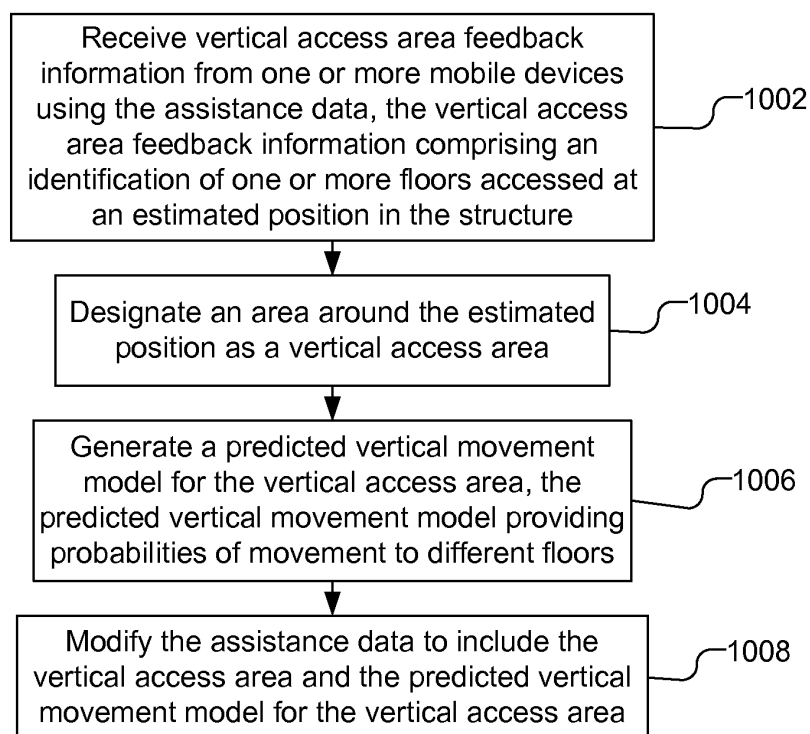 Receive vertical access area feedback
information from one or more mobile devices
using the assistance data, the vertical access
area feedback information comprising an
identification of one or more floors accessed at
an estimated position in the structure
1002
Designate an area around the estimated
position as a vertical access area
1004
Generate a predicted vertical movement
model for the vertical access area, the
predicted vertical movement model providing
probabilities of movement to different floors
1006
Modify the assistance data to include the
vertical access area and the predicted vertical
movement model for the vertical access area
1008